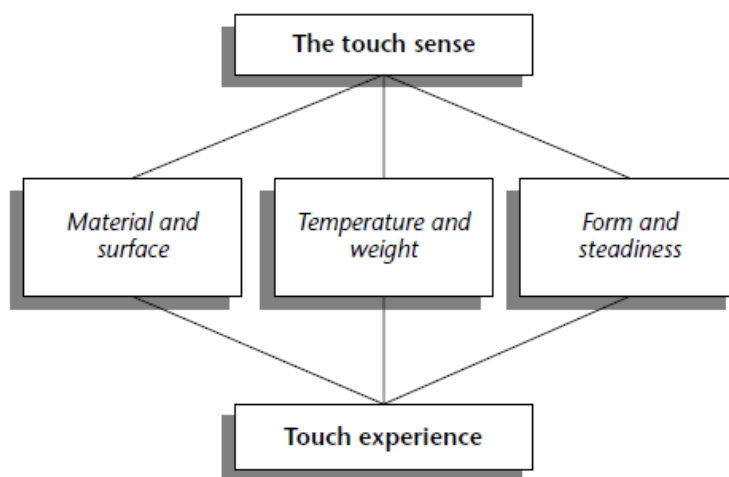 The touch sense
Material and
surface
Temperature and
weight
Form and
steadiness
Touch experience